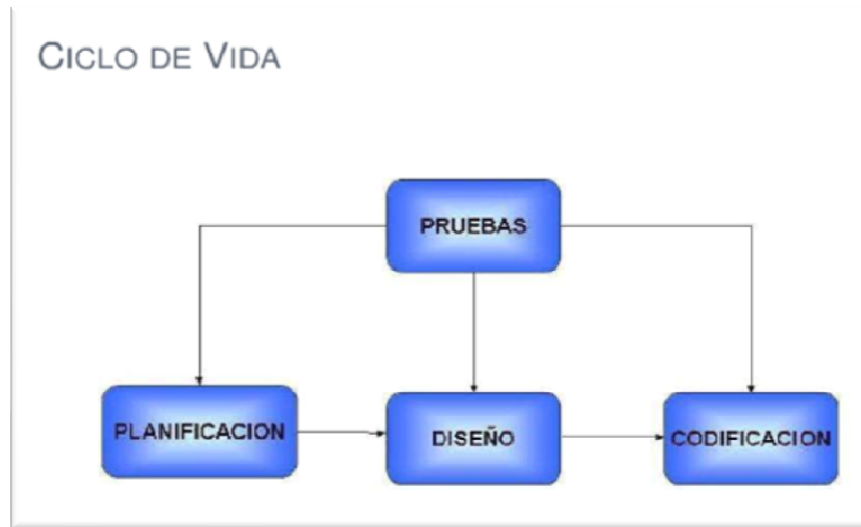 CICLO DE VIDA
PRUEBAS
PLANIFICACION
DISEÑO
CODIFICACION